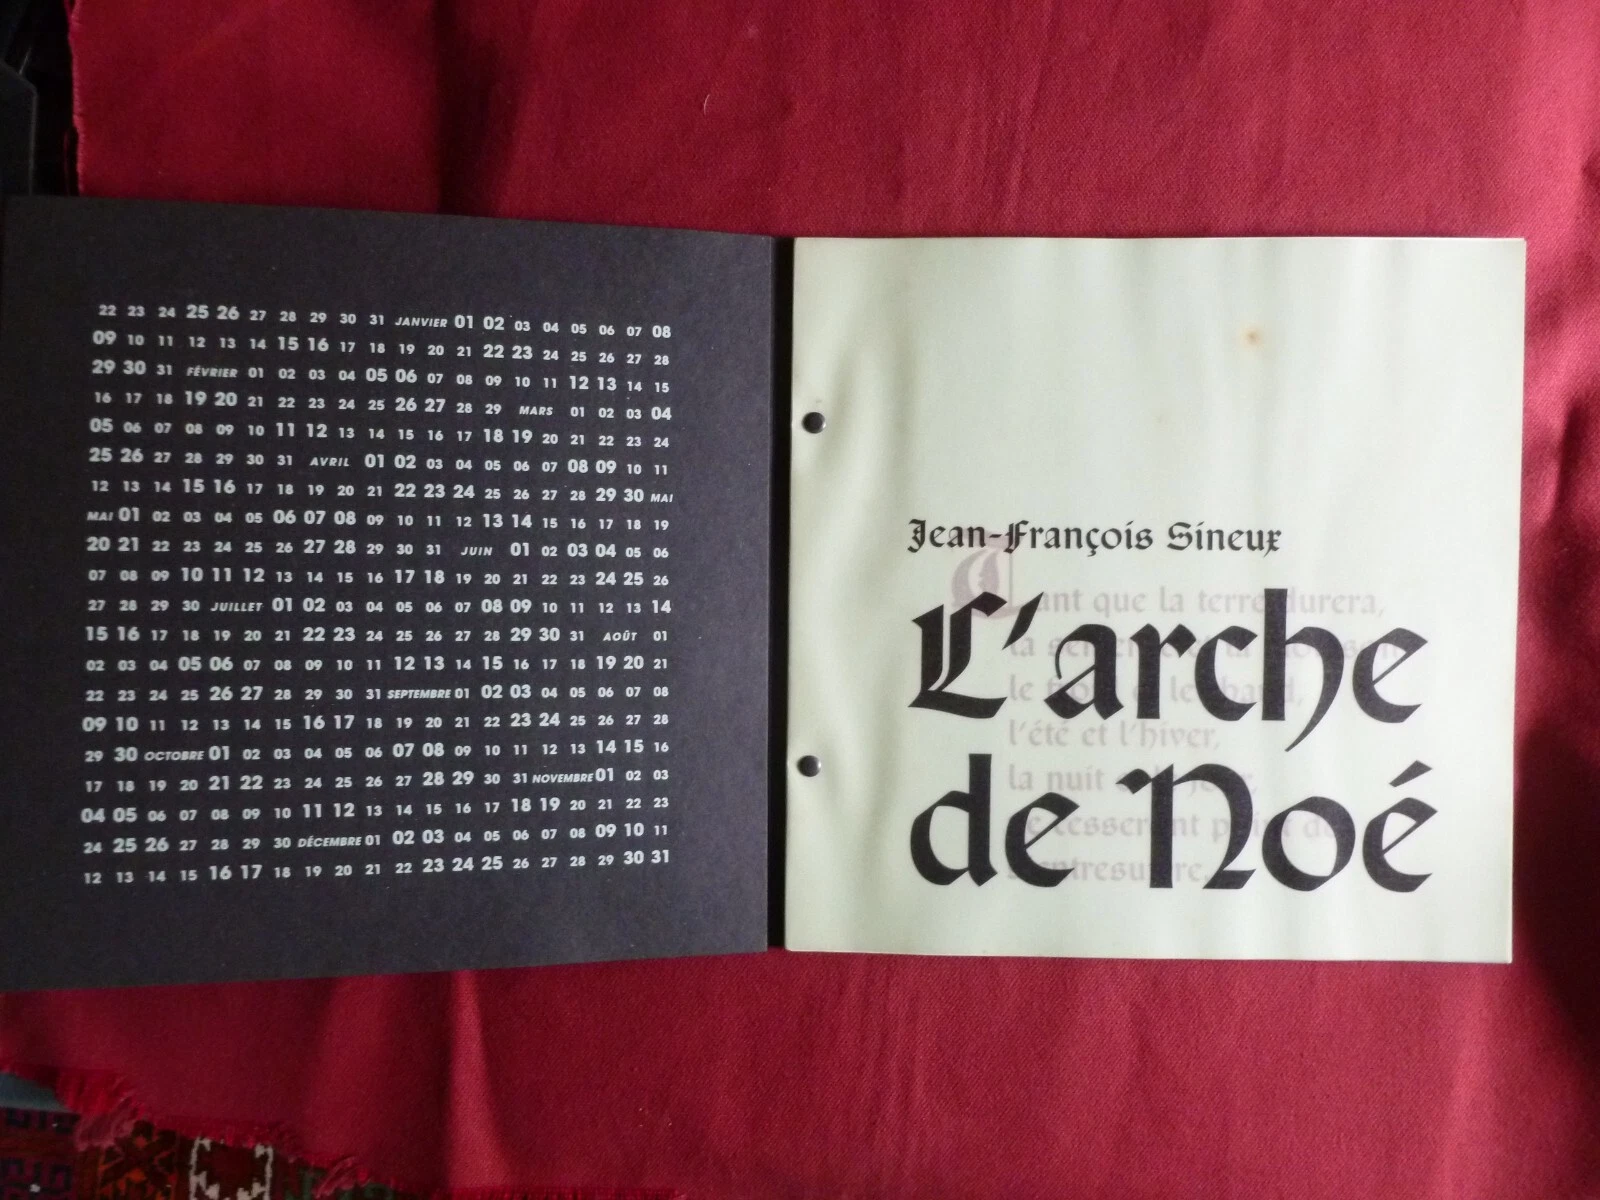 22 23 24 25 26 27 28 29 30 31 JANVIER 01 02 03 04 05 06 07 08
09 10 11 12 13 14 15 16 17 18 19 20 21 22 23 24 25 26 27 28
29 30 31 FÉVRIER 01 02 03 04 05 06 07 08 09 10 11 12 13 14 15
16 17 18 19 20 21 22 23 24 25 26 27 28 29 MARS 01 02 03 04
05 06 07 08 09 10 11 12 13 14 15 16 17 18 19 20 21 22 23 24
25 26 27 28 29 30 31 AVRIL 01 02 03 04 05 06 07 08 09 10 11
12 13 14 15 16 17 18 19 20 21 22 23 24 25 26 27 28 29 30 MAI
MAI 01 02 03 04 05 06 07 08 09 10 11 12 13 14 15 16 17 18 19
20 21 22 23 24 25 26 27 28 29 30 31 JUIN 01 02 03 04 05 06
07 08 09 10 11 12 13 14 15 16 17 18 19 20 21 22 23 24 25 26
27 28 29 30 JUILLET 01 02 03 04 05 06 07 08 09 10 11 12 13 14
15 16 17 18 19 20 21 22 23 24 25 26 27 28 29 30 31 AOÛT 01
02 03 04 05 06 07 08 09 10 11 12 13 14 15 16 17 18 19 20 21
22 23 24 25 26 27 28 29 30 31 SEPTEMBRE 01 02 03 04 05 06 07 08
09 10 11 12 13 14 15 16 17 18 19 20 21 22 23 24 25 26 27 28
29 30 OCTOBRE 01 02 03 04 05 06 07 08 09 10 11 12 13 14 15 16
17 18 19 20 21 22 23 24 25 26 27 28 29 30 31 NOVEMBRE 01 02 03
04 05 06 07 08 09 10 11 12 13 14 15 16 17 18 19 20 21 22 23
24 25 26 27 28 29 30 DÉCEMBRE 01 02 03 04 05 06 07 08 09 10 11
12 13 14 15 16 17 18 19 20 21 22 23 24 25 26 27 28 29 30 31
Jean-François Sineux
L'arche
de Noé
Tant que la terre durera,
la
le froid et le chaud,
l'été et l'hiver,
la nuit et le jour,
ne cesseront point de
s'entresuivre.